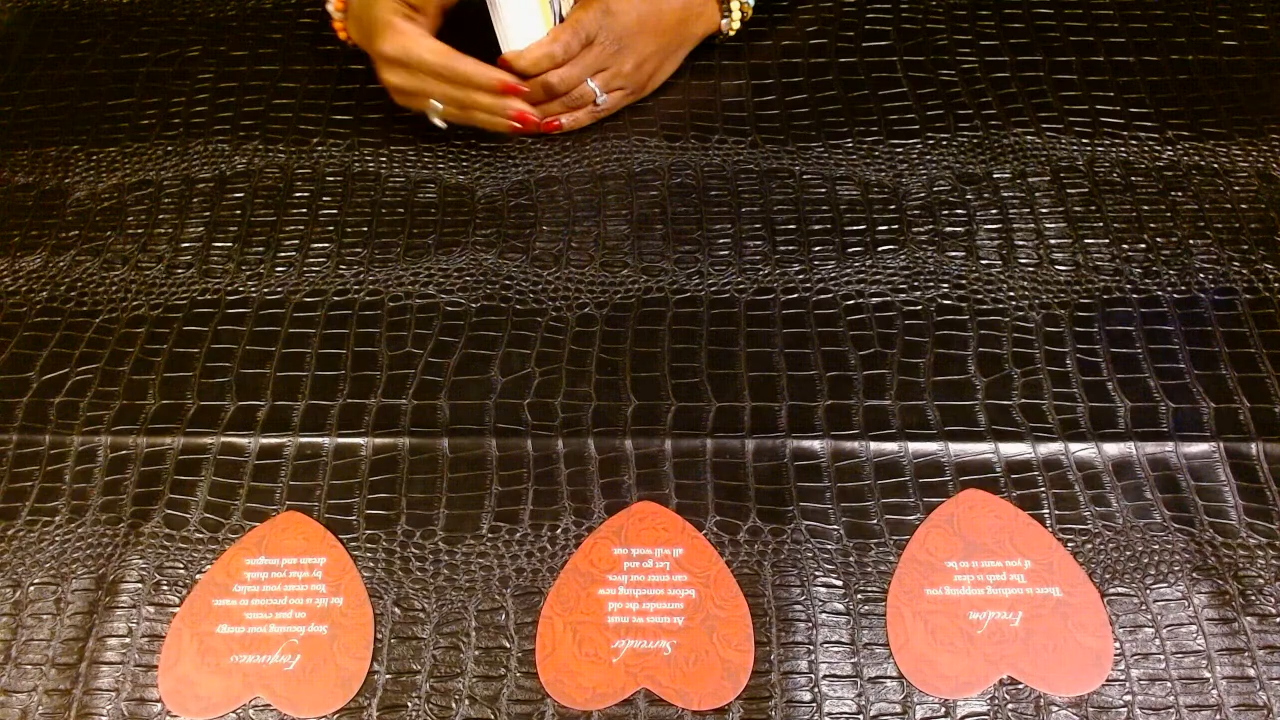 Forgiveness
Stop focusing your energy
on past events,
for life is too precious to waste.
You create your reality
by what you think,
dream and imagine.
Surrender
At times we must
surrender the old
before something new
can enter our lives.
Let go and
all will work out.
Freedom
There is nothing stopping you.
The path is clear
if you want it to be.